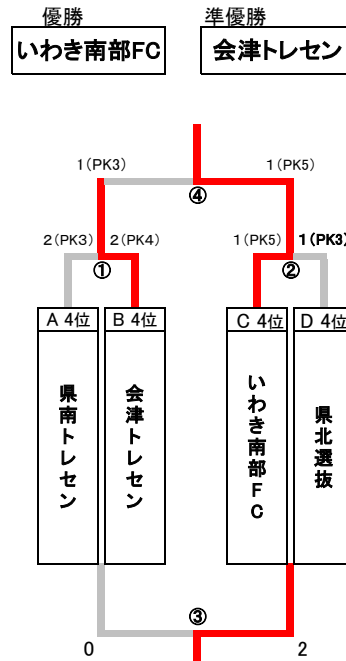 優勝 準優勝
いわき南部FC 会津トレセン
1(PK3) 1(PK5)
④
2(PK3) 2(PK4) 1(PK5) 1(PK3)
① ②
A 4位 B 4位 C 4位 D 4位
県南トレセン
会津トレセン
いわき南部FC
県北選抜
③
0 2